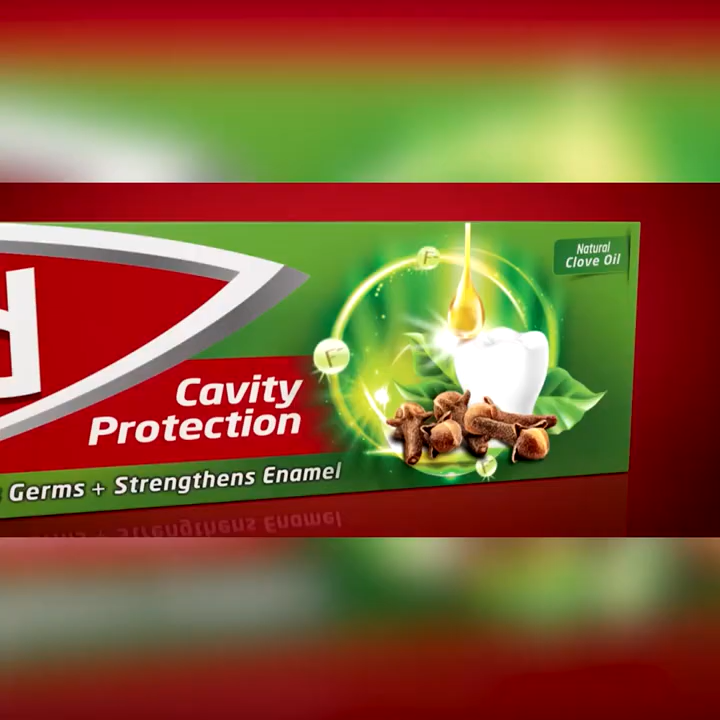 Natural
Clove Oil
Cavity
Protection
Germs + Strengthens Enamel